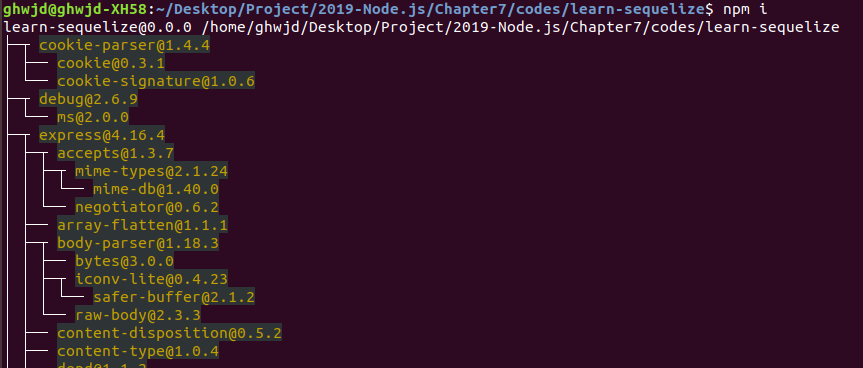 ghwjd@ghwjd-XH58:~/Desktop/Project/2019-Node.js/Chapter7/codes/learn-sequelize$ npm i
learn-sequelize@0.0.0 /home/ghwjd/Desktop/Project/2019-Node.js/Chapter7/codes/learn-sequelize
├─┬ cookie-parser@1.4.4
│ ├── cookie@0.3.1
│ └── cookie-signature@1.0.6
├─┬ debug@2.6.9
│ └── ms@2.0.0
├─┬ express@4.16.4
│ ├─┬ accepts@1.3.7
│ │ ├─┬ mime-types@2.1.24
│ │ │ └── mime-db@1.40.0
│ │ └── negotiator@0.6.2
│ ├── array-flatten@1.1.1
│ ├─┬ body-parser@1.18.3
│ │ ├── bytes@3.0.0
│ │ ├─┬ iconv-lite@0.4.23
│ │ │ └── safer-buffer@2.1.2
│ │ └── raw-body@2.3.3
│ ├── content-disposition@0.5.2
│ ├── content-type@1.0.4